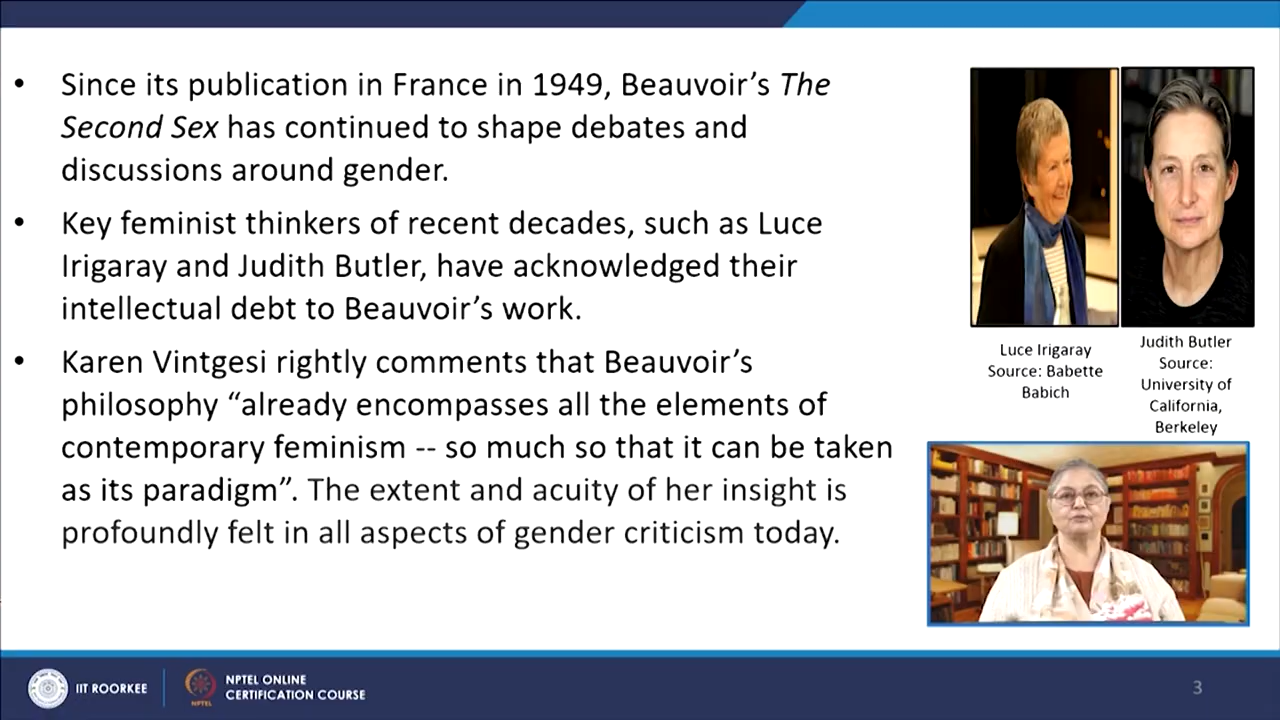 • Since its publication in France in 1949, Beauvoir’s The
Second Sex has continued to shape debates and
discussions around gender.
• Key feminist thinkers of recent decades, such as Luce
Irigaray and Judith Butler, have acknowledged their
intellectual debt to Beauvoir’s work.
• Karen Vintgesi rightly comments that Beauvoir’s
philosophy “already encompasses all the elements of
contemporary feminism -- so much so that it can be taken
as its paradigm”. The extent and acuity of her insight is
profoundly felt in all aspects of gender criticism today.
Luce Irigaray
Source: Babette
Babich
Judith Butler
Source:
University of
California,
Berkeley
IIT ROORKEE
NPTEL
NPTEL ONLINE
CERTIFICATION COURSE
3